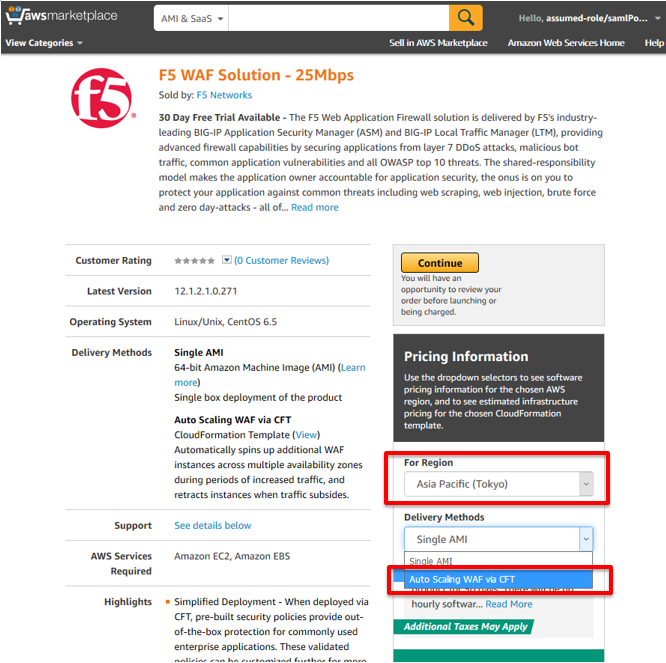 awsmarketplace
AMI & SaaS
Hello, assumed-role/samlPo...
View Categories
Sell in AWS Marketplace
Amazon Web Services Home
Help
F5 WAF Solution - 25Mbps
Sold by: F5 Networks
30 Day Free Trial Available - The F5 Web Application Firewall solution is delivered by F5's industry-
leading BIG-IP Application Security Manager (ASM) and BIG-IP Local Traffic Manager (LTM), providing
advanced firewall capabilities by securing applications from layer 7 DDoS attacks, malicious bot
traffic, common application vulnerabilities and all OWASP top 10 threats. The shared-responsibility
model makes the application owner accountable for application security, the onus is on you to
protect your application against common threats including web scraping, web injection, brute force
and zero day-attacks - all of... Read more
f5
Customer Rating
(0 Customer Reviews)
Latest Version
12.1.2.1.0.271
Operating System
Linux/Unix, CentOS 6.5
Delivery Methods
Single AMI
64-bit Amazon Machine Image (AMI) (Learn
more)
Single box deployment of the product
Auto Scaling WAF via CFT
CloudFormation Template (View)
Automatically spins up additional WAF
instances across multiple availability zones
during periods of increased traffic, and
retracts instances when traffic subsides.
Support
See details below
AWS Services
Required
Amazon EC2, Amazon EBS
Highlights
Simplified Deployment - When deployed via
CFT, pre-built security policies provide out-
of-the-box protection for commonly used
enterprise applications. These validated
policies can be customized further for more
Continue
You will have an
opportunity to review your
order before launching or
being charged.
Pricing Information
Use the dropdown selectors to see software
pricing information for the chosen AWS
region, and to see estimated infrastructure
pricing for the chosen CloudFormation
template.
For Region
Asia Pacific (Tokyo)
Delivery Methods
Single AMI
Single AMI
Auto Scaling WAF via CFT
hourly softwar... Read More
Additional Taxes May Apply